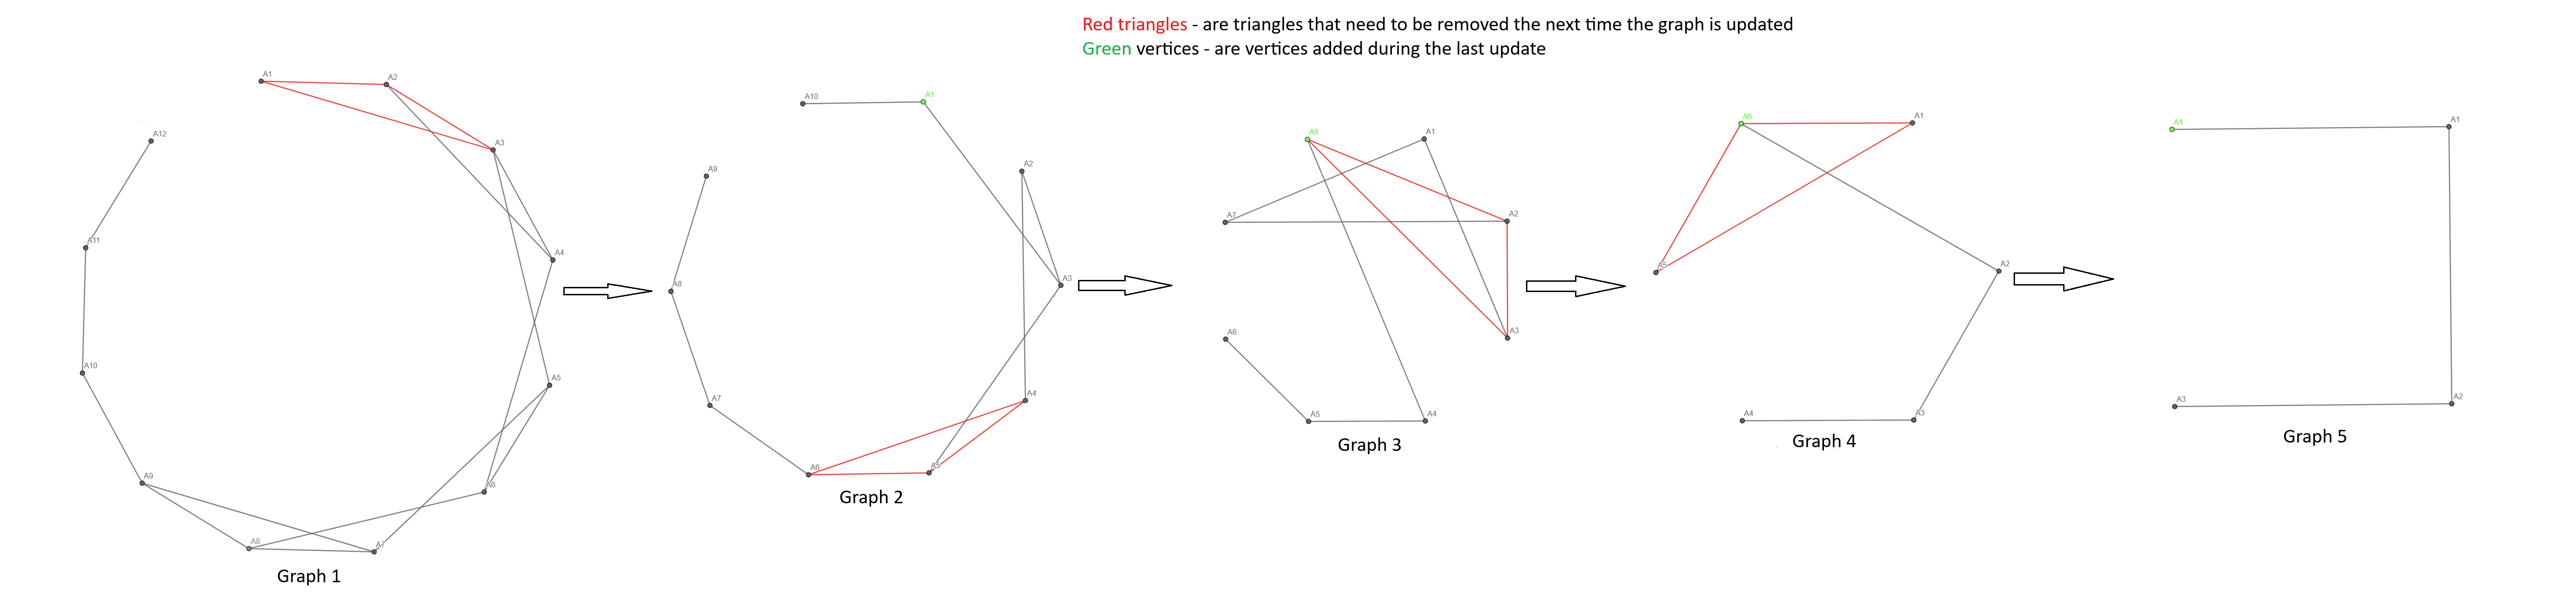 Red triangles - are triangles that need to be removed the next time the graph is updated
Green vertices - are vertices added during the last update
A1
A2
A3
A4
A5
A6
A7
A8
A9
A10
A11
A12
Graph 1
A10
A1
A2
A3
A4
A5
A6
A7
A8
A9
Graph 2
A8
A1
A2
A3
A4
A5
A6
A7
Graph 3
A6
A1
A2
A3
A4
A5
Graph 4
A4
A1
A2
A3
Graph 5